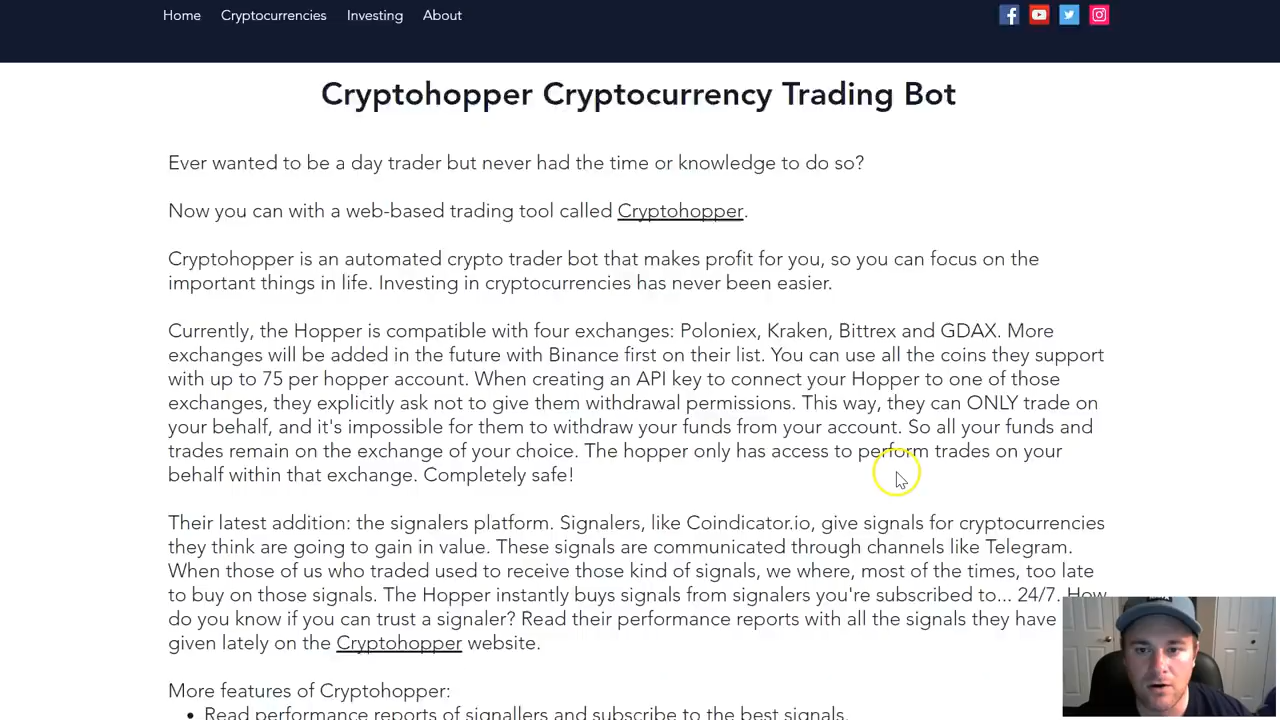 Home Cryptocurrencies Investing About
Cryptohopper Cryptocurrency Trading Bot
Ever wanted to be a day trader but never had the time or knowledge to do so?
Now you can with a web-based trading tool called Cryptohopper.
Cryptohopper is an automated crypto trader bot that makes profit for you, so you can focus on the
important things in life. Investing in cryptocurrencies has never been easier.
Currently, the Hopper is compatible with four exchanges: Poloniex, Kraken, Bittrex and GDAX. More
exchanges will be added in the future with Binance first on their list. You can use all the coins they support
with up to 75 per hopper account. When creating an API key to connect your Hopper to one of those
exchanges, they explicitly ask not to give them withdrawal permissions. This way, they can ONLY trade on
your behalf, and it's impossible for them to withdraw your funds from your account. So all your funds and
trades remain on the exchange of your choice. The hopper only has access to perform trades on your
behalf within that exchange. Completely safe!
Their latest addition: the signalers platform. Signalers, like Coindicator.io, give signals for cryptocurrencies
they think are going to gain in value. These signals are communicated through channels like Telegram.
When those of us who traded used to receive those kind of signals, we where, most of the times, too late
to buy on those signals. The Hopper instantly buys signals from signalers you're subscribed to... 24/7. How
do you know if you can trust a signaler? Read their performance reports with all the signals they have
given lately on the Cryptohopper website.
More features of Cryptohopper:
• Read performance reports of signallers and subscribe to the best signals.